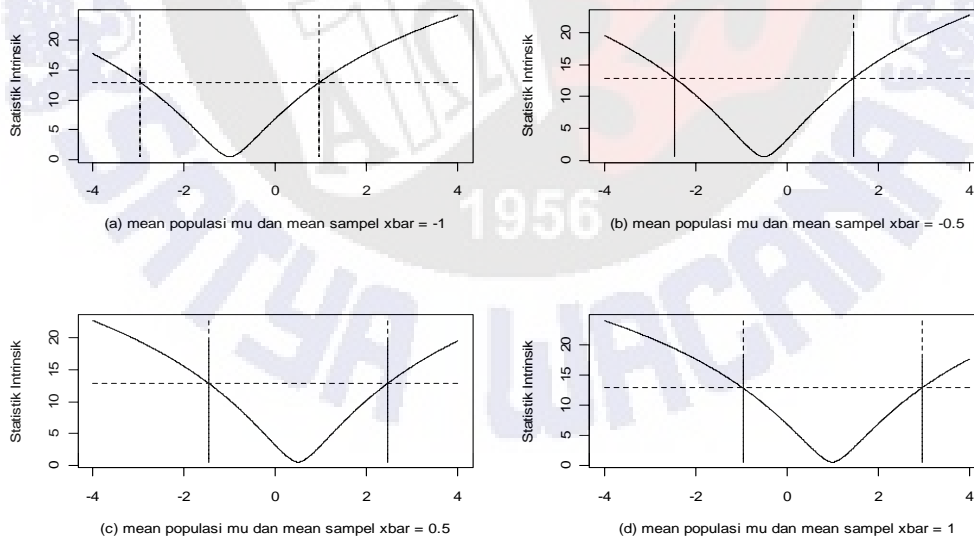 Statistik Intrinsik
0 5 10 15 20
-4 -2 0 2 4
(a) mean populasi mu dan mean sampel xbar = -1
Statistik Intrinsik
0 5 10 15 20
-4 -2 0 2 4
(b) mean populasi mu dan mean sampel xbar = -0.5
Statistik Intrinsik
0 5 10 15 20
-4 -2 0 2 4
(c) mean populasi mu dan mean sampel xbar = 0.5
Statistik Intrinsik
0 5 10 15 20
-4 -2 0 2 4
(d) mean populasi mu dan mean sampel xbar = 1
1956
SATYA WACANA